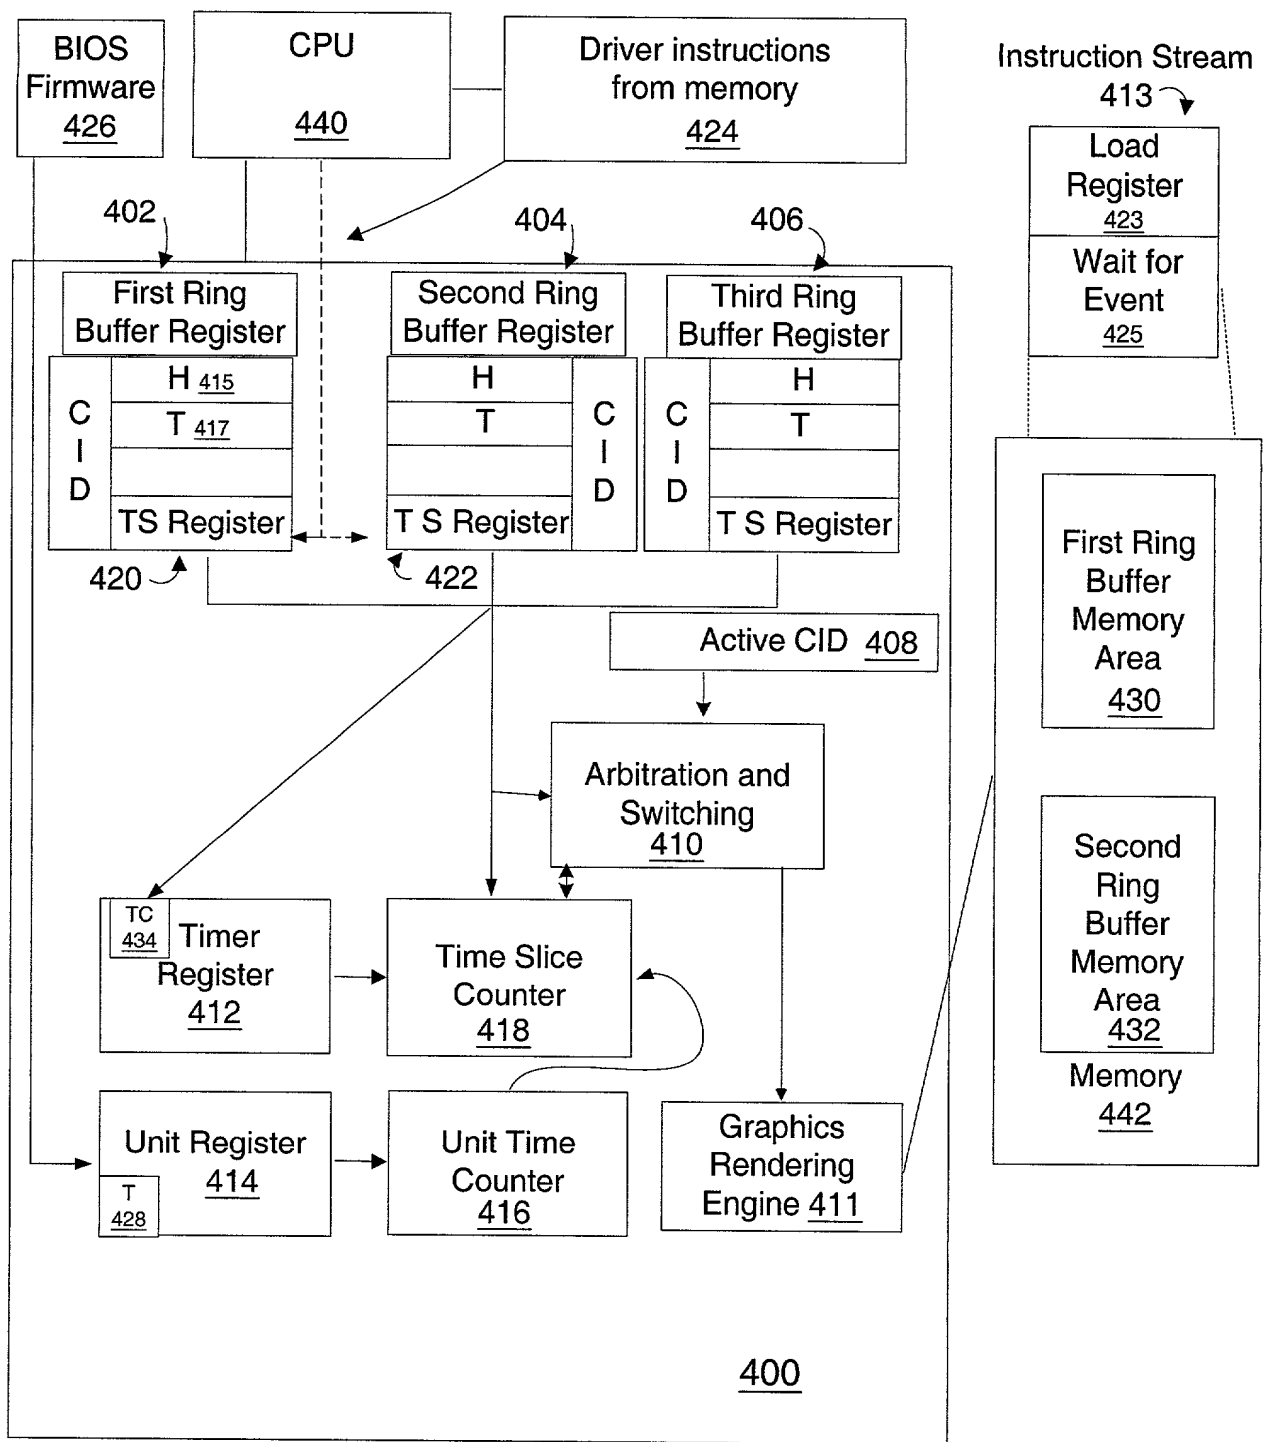 BIOS
Firmware
426
CPU
440
Driver instructions
from memory
424
Instruction Stream
413
Load
Register
423
Wait for
Event
425
402
404
406
First Ring
Buffer Register
H 415
T 417
C
I
D
TS Register
Second Ring
Buffer Register
H
T
T S Register
C
I
D
Third Ring
Buffer Register
C
I
D
H
T
T S Register
420
422
Active CID 408
Arbitration and
Switching
410
TC
434
Timer
Register
412
Time Slice
Counter
418
Unit Register
414
T
428
Unit Time
Counter
416
Graphics
Rendering
Engine 411
First Ring
Buffer
Memory
Area
430
Second
Ring
Buffer
Memory
Area
432
Memory
442
400